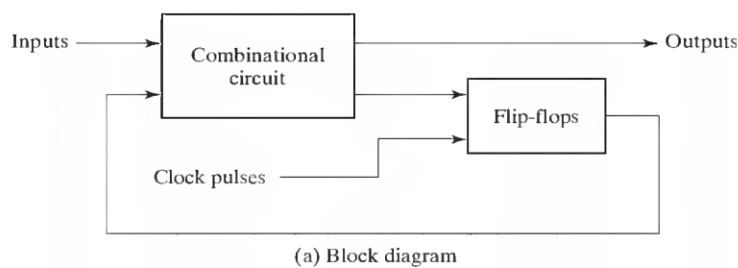 Inputs
Combinational
circuit
Outputs
Flip-flops
Clock pulses
(a) Block diagram